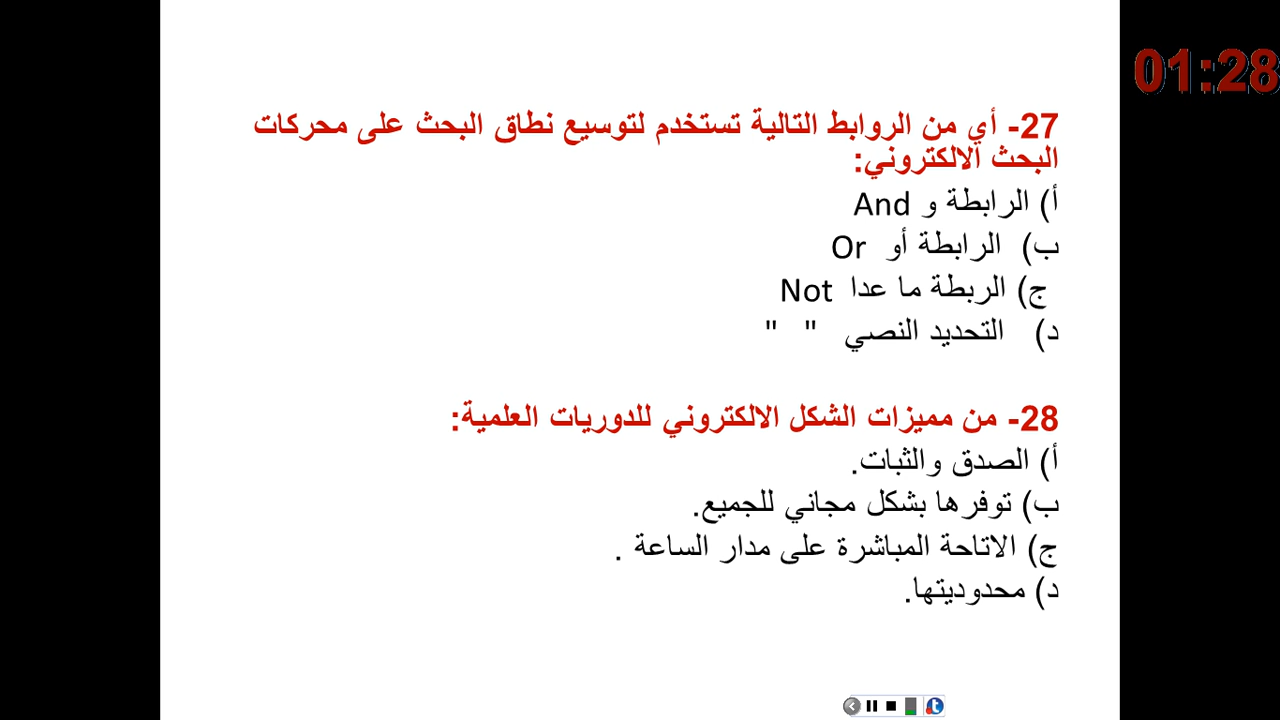 01:28
27- أي من الروابط التالية تستخدم لتوسيع نطاق البحث على محركات
البحث الالكتروني:
أ) الرابطة و And
ب) الرابطة أو Or
ج) الربطة ما عدا Not
د) التحديد النصي " "
28- من مميزات الشكل الالكتروني للدوريات العلمية:
أ) الصدق والثبات.
ب) توفرها بشكل مجاني للجميع.
ج) الاتاحة المباشرة على مدار الساعة .
د) محدوديتها.